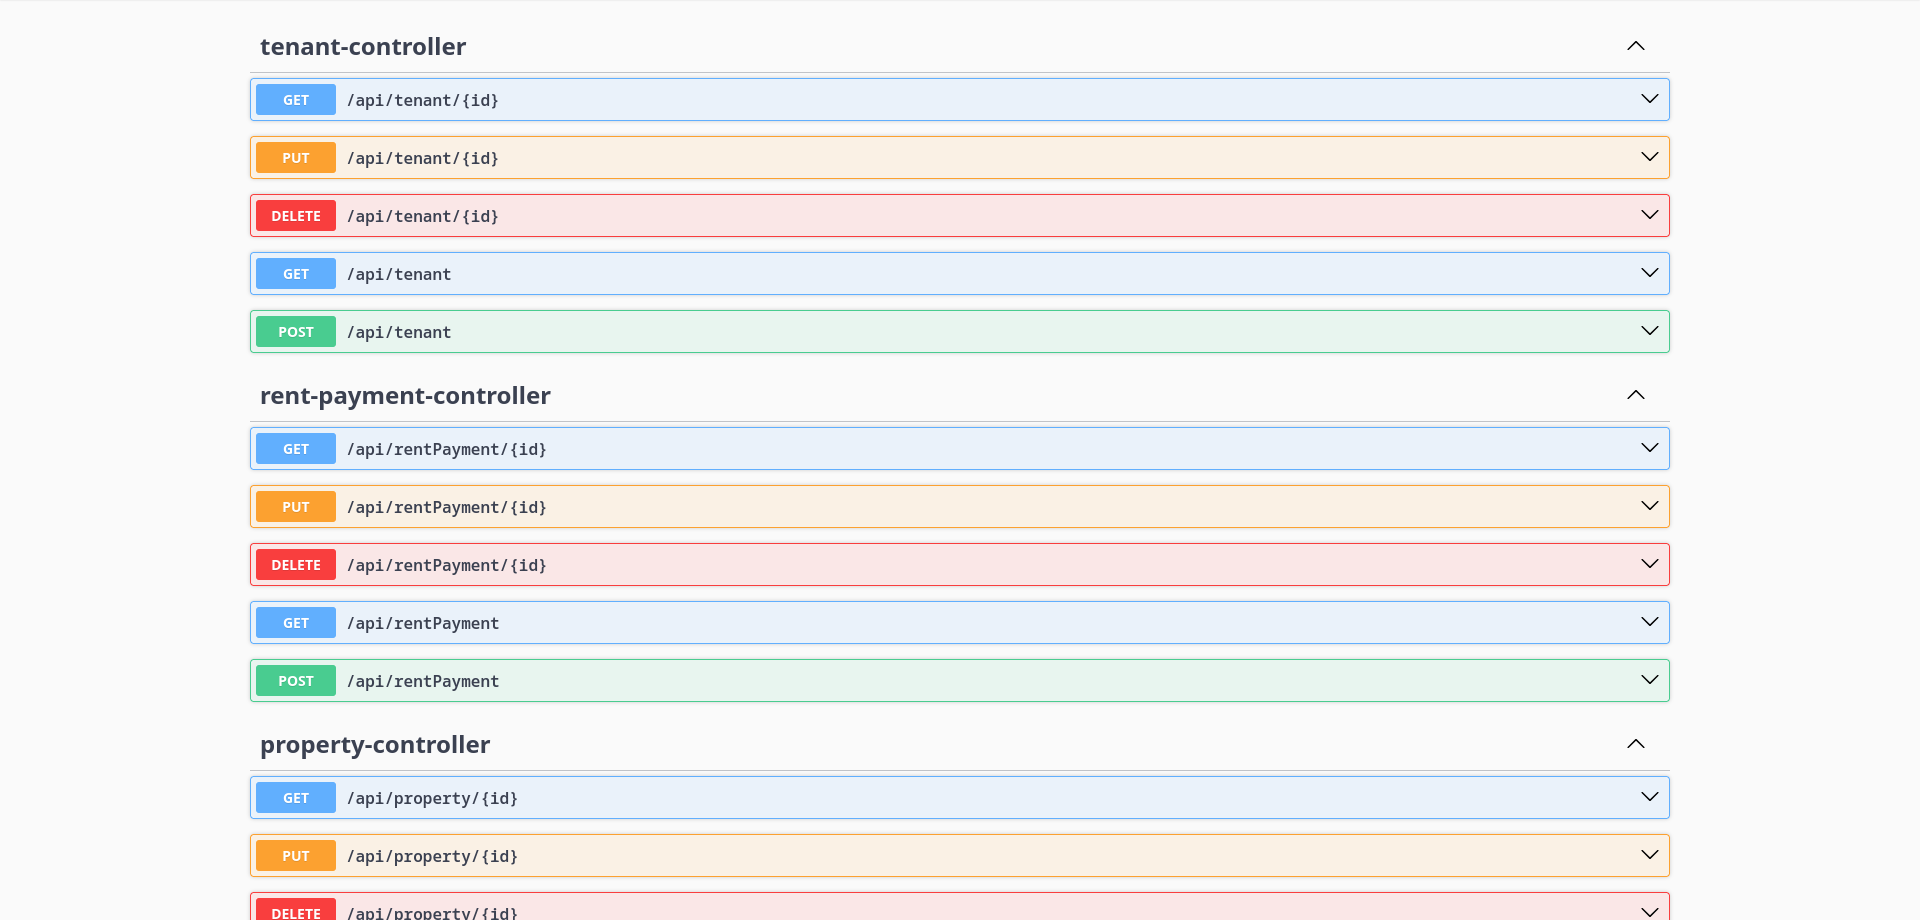 tenant-controller
GET /api/tenant/{id}
PUT /api/tenant/{id}
DELETE /api/tenant/{id}
GET /api/tenant
POST /api/tenant
rent-payment-controller
GET /api/rentPayment/{id}
PUT /api/rentPayment/{id}
DELETE /api/rentPayment/{id}
GET /api/rentPayment
POST /api/rentPayment
property-controller
GET /api/property/{id}
PUT /api/property/{id}
DELETE /api/property/{id}